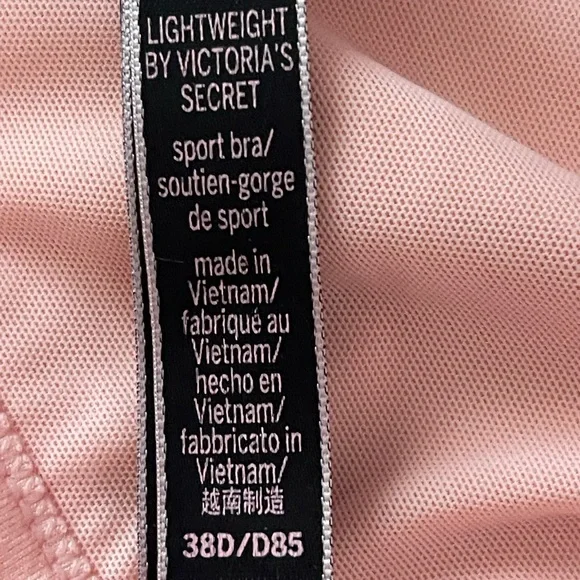 LIGHTWEIGHT
BY VICTORIA'S
SECRET
sport bra/
soutien-gorge
de sport
made in
Vietnam/
fabriqué au
Vietnam/
hecho en
Vietnam/
fabbricato in
Vietnam/
越南制造
38D/D85